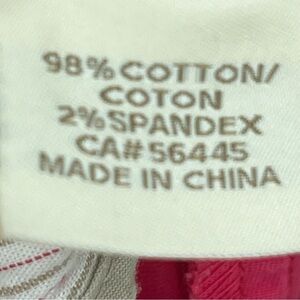 98% COTTON/
COTON
2% SPANDEX
CA# 56445
MADE IN CHINA